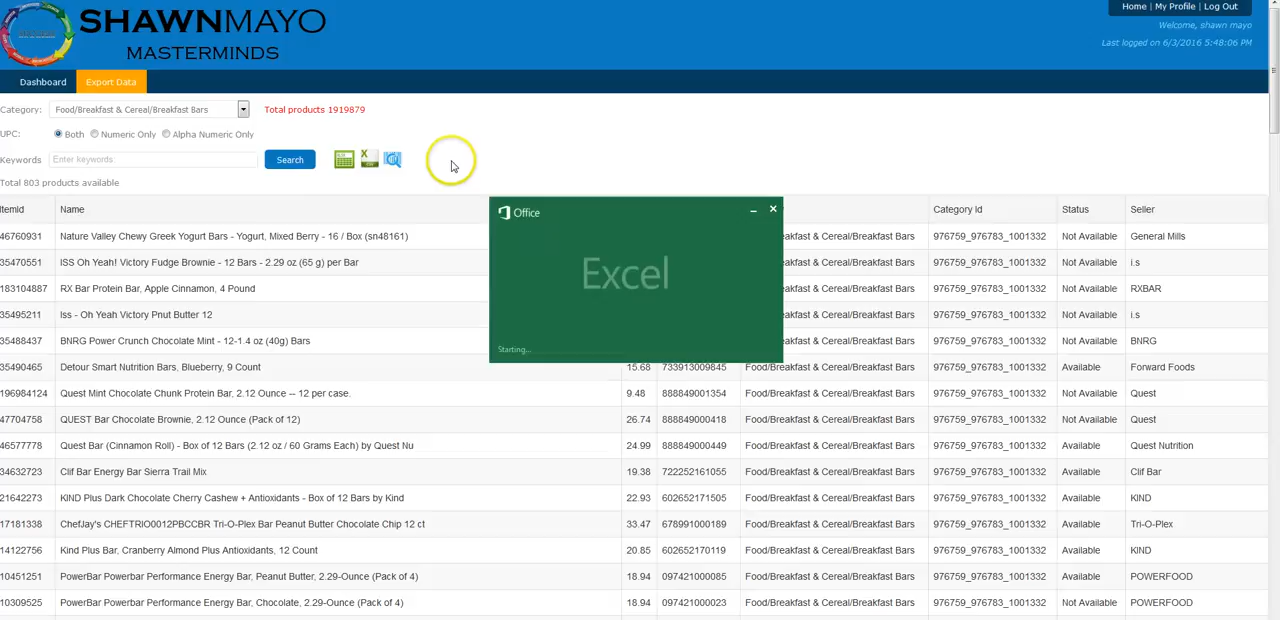 SHAWNMAYO
MASTERMINDS
Home | My Profile | Log Out
Welcome, shawn mayo
Last logged on 6/3/2016 5:48:06 PM
Dashboard Export Data
Category: Food/Breakfast & Cereal/Breakfast Bars Total products 1919879
UPC: Both Numeric Only Alpha Numeric Only
Keywords Enter keywords Search
Total 803 products available
ItemId Name Category Id Status Seller
46760931 Nature Valley Chewy Greek Yogurt Bars - Yogurt, Mixed Berry - 16 / Box (sn48161) eakfast & Cereal/Breakfast Bars 976759_976783_1001332 Not Available General Mills
35470551 ISS Oh Yeah! Victory Fudge Brownie - 12 Bars - 2.29 oz (65 g) per Bar eakfast & Cereal/Breakfast Bars 976759_976783_1001332 Not Available i.s
183104887 RX Bar Protein Bar, Apple Cinnamon, 4 Pound eakfast & Cereal/Breakfast Bars 976759_976783_1001332 Not Available RXBAR
35495211 Iss - Oh Yeah Victory Pnut Butter 12 eakfast & Cereal/Breakfast Bars 976759_976783_1001332 Not Available i.s
35488437 BNRG Power Crunch Chocolate Mint - 12-1.4 oz (40g) Bars eakfast & Cereal/Breakfast Bars 976759_976783_1001332 Not Available BNRG
35490465 Detour Smart Nutrition Bars, Blueberry, 9 Count 15.68 733913009845 Food/Breakfast & Cereal/Breakfast Bars 976759_976783_1001332 Available Forward Foods
196984124 Quest Mint Chocolate Chunk Protein Bar, 2.12 Ounce -- 12 per case. 9.48 888849001354 Food/Breakfast & Cereal/Breakfast Bars 976759_976783_1001332 Not Available Quest
47704758 QUEST Bar Chocolate Brownie, 2.12 Ounce (Pack of 12) 26.74 888849000418 Food/Breakfast & Cereal/Breakfast Bars 976759_976783_1001332 Not Available Quest
46577778 Quest Bar (Cinnamon Roll) - Box of 12 Bars (2.12 oz / 60 Grams Each) by Quest Nu 24.99 888849000449 Food/Breakfast & Cereal/Breakfast Bars 976759_976783_1001332 Available Quest Nutrition
34632723 Clif Bar Energy Bar Sierra Trail Mix 19.38 722252161055 Food/Breakfast & Cereal/Breakfast Bars 976759_976783_1001332 Available Clif Bar
21642273 KIND Plus Dark Chocolate Cherry Cashew + Antioxidants - Box of 12 Bars by Kind 22.93 602652171505 Food/Breakfast & Cereal/Breakfast Bars 976759_976783_1001332 Available KIND
17181338 ChefJay's CHEFTRIO0012PBCCBR Tri-O-Plex Bar Peanut Butter Chocolate Chip 12 ct 33.47 678991000189 Food/Breakfast & Cereal/Breakfast Bars 976759_976783_1001332 Available Tri-O-Plex
14122756 Kind Plus Bar, Cranberry Almond Plus Antioxidants, 12 Count 20.85 602652170119 Food/Breakfast & Cereal/Breakfast Bars 976759_976783_1001332 Available KIND
10451251 PowerBar Powerbar Performance Energy Bar, Peanut Butter, 2.29-Ounce (Pack of 4) 18.94 097421000085 Food/Breakfast & Cereal/Breakfast Bars 976759_976783_1001332 Available POWERFOOD
10309525 PowerBar Powerbar Performance Energy Bar, Chocolate, 2.29-Ounce (Pack of 4) 18.94 097421000023 Food/Breakfast & Cereal/Breakfast Bars 976759_976783_1001332 Not Available POWERFOOD
Office
Excel
Starting...